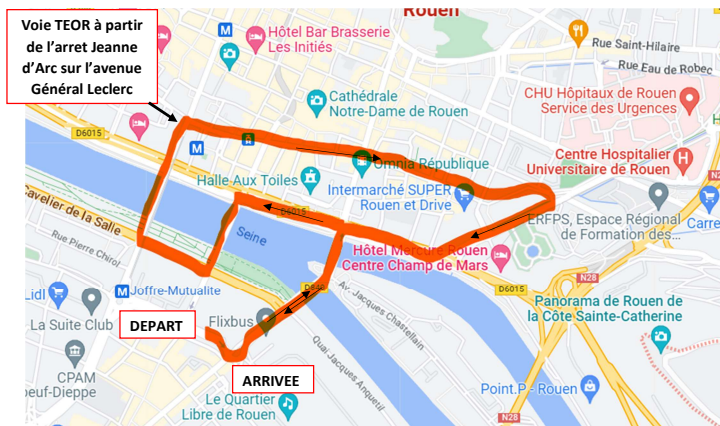 Rouen
Voie TEOR à partir
de l'arret Jeanne
d'Arc sur l'avenue
Général Leclerc
M
Hôtel Bar Brasserie
Les Initiés
Rue Saint-Hilaire
Rue Eau de Robec
Cathédrale
Notre-Dame de Rouen
CHU Hôpitaux de Rouen
Service des Urgences
D6015
M
Omnia République
Centre Hospitalier
Universitaire de Rouen
H
Halle Aux Toiles
Intermarché SUPER
Rouen et Drive
N28
Cavelier de la Salle
D6015
ERFPS, Espace Régional
de Formation des...
Carre
Rue Pierre Chirol
Seine
Hôtel Mercure Rouen
Centre Champ de Mars
N28
Lidl
M Joffre-Mutualite
D840
D6015
Panorama de Rouen de
la Côte Sainte-Catherine
La Suite Club
DEPART
Flixbus
Av. Jacques Chastellain
Quai Jacques Anquetil
CPAM
oeuf-Dieppe
ARRIVEE
Le Quartier
Libre de Rouen
Point.P - Rouen
N28